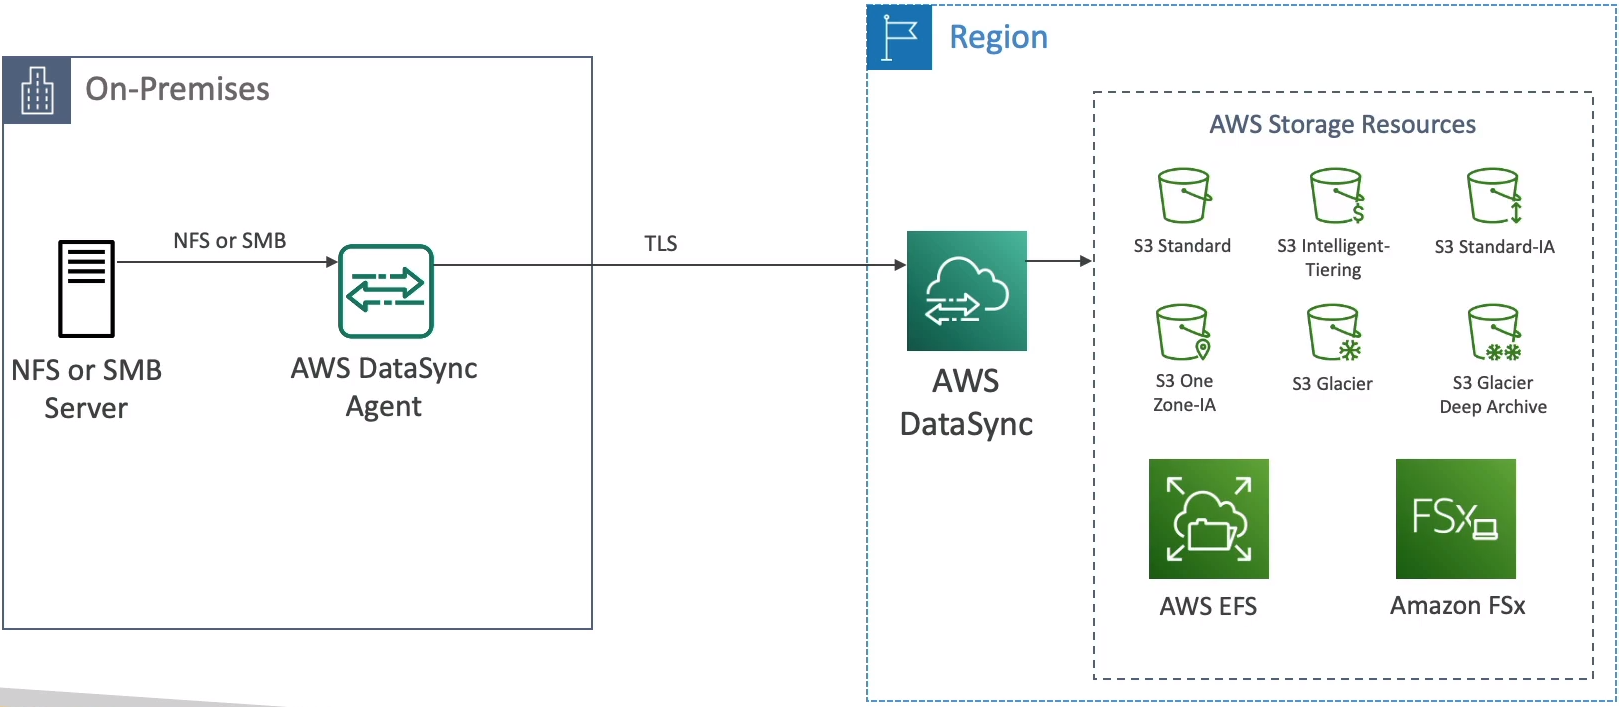 On-Premises
NFS or SMB
NFS or SMB
Server
AWS DataSync
Agent
TLS
Region
AWS
DataSync
AWS Storage Resources
S3 Standard
S3 Intelligent-
Tiering
S3 Standard-IA
S3 One
Zone-IA
S3 Glacier
S3 Glacier
Deep Archive
FSx
AWS EFS
Amazon FSx